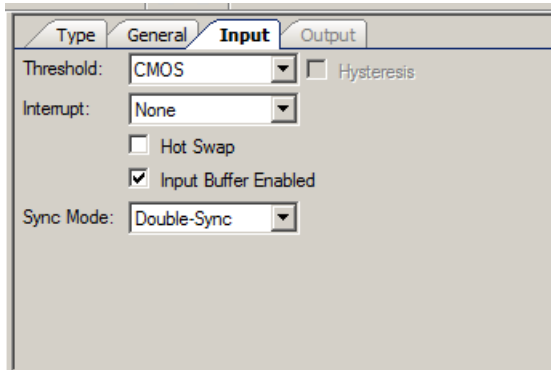 Type General Input Output
Threshold: CMOS Hysteresis
Interrupt: None
Hot Swap
Input Buffer Enabled
Sync Mode: Double-Sync